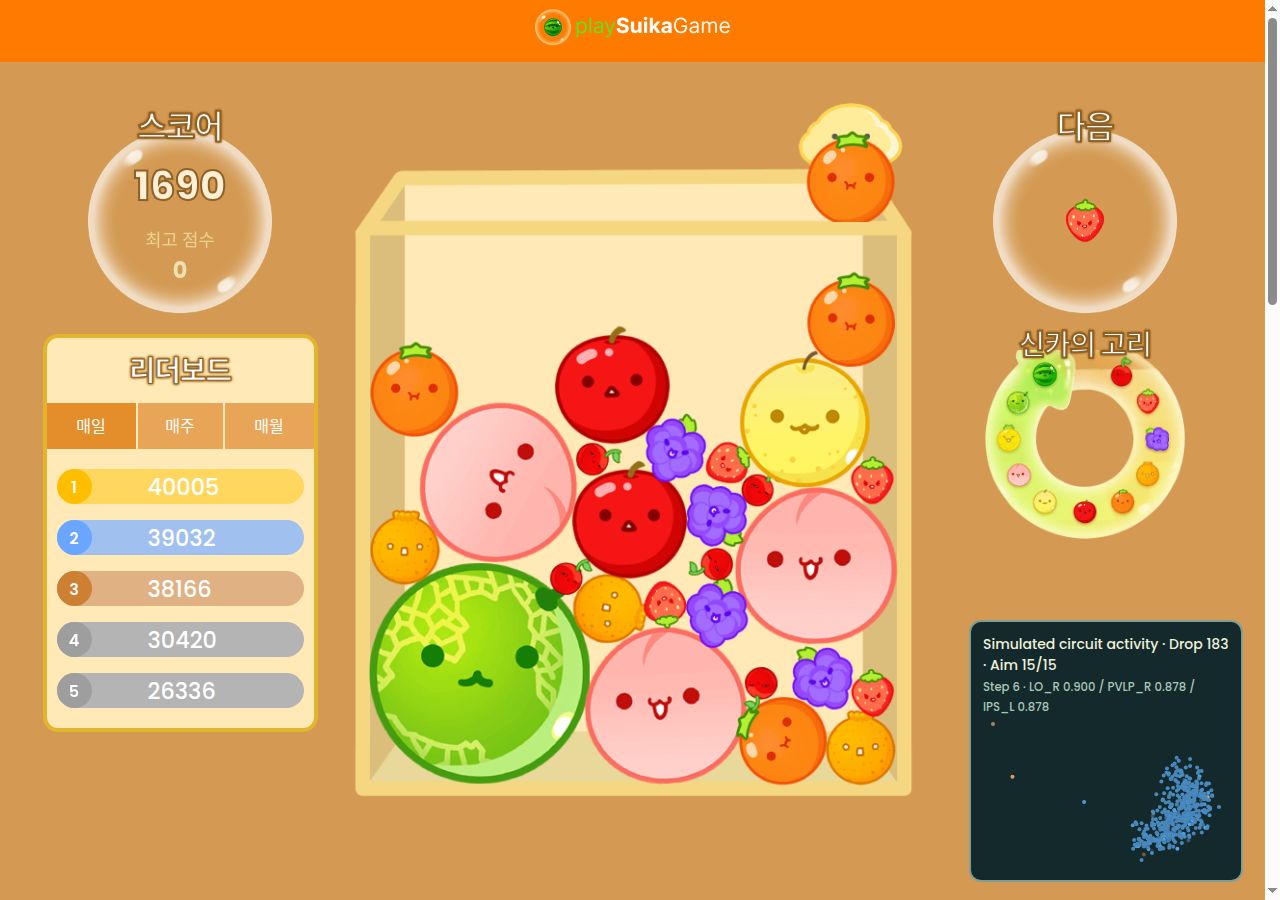 playSuikaGame
스코어
1690
최고 점수
0
리더보드
매일 매주 매월
1 40005
2 39032
3 38166
4 30420
5 26336
다음
신카의 고리
Simulated circuit activity · Drop 183
· Aim 15/15
Step 6 · LO_R 0.900 / PVLP_R 0.878 /
IPS_L 0.878